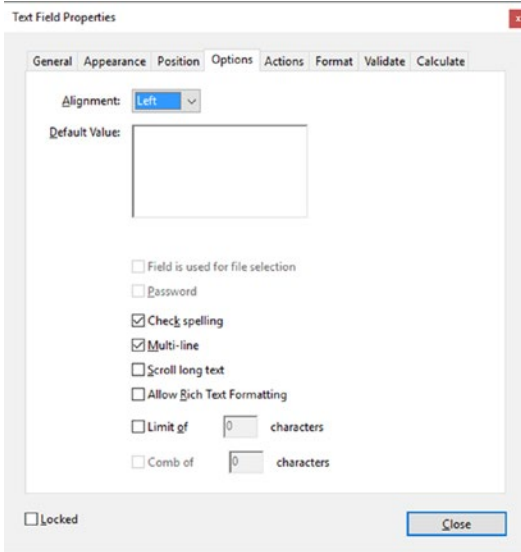 Text Field Properties
x
General Appearance Position Options Actions Format Validate Calculate
Alignment: Left
Default Value:
Field is used for file selection
Password
Check spelling
Multi-line
Scroll long text
Allow Rich Text Formatting
Limit of 0 characters
Comb of 0 characters
Locked
Close